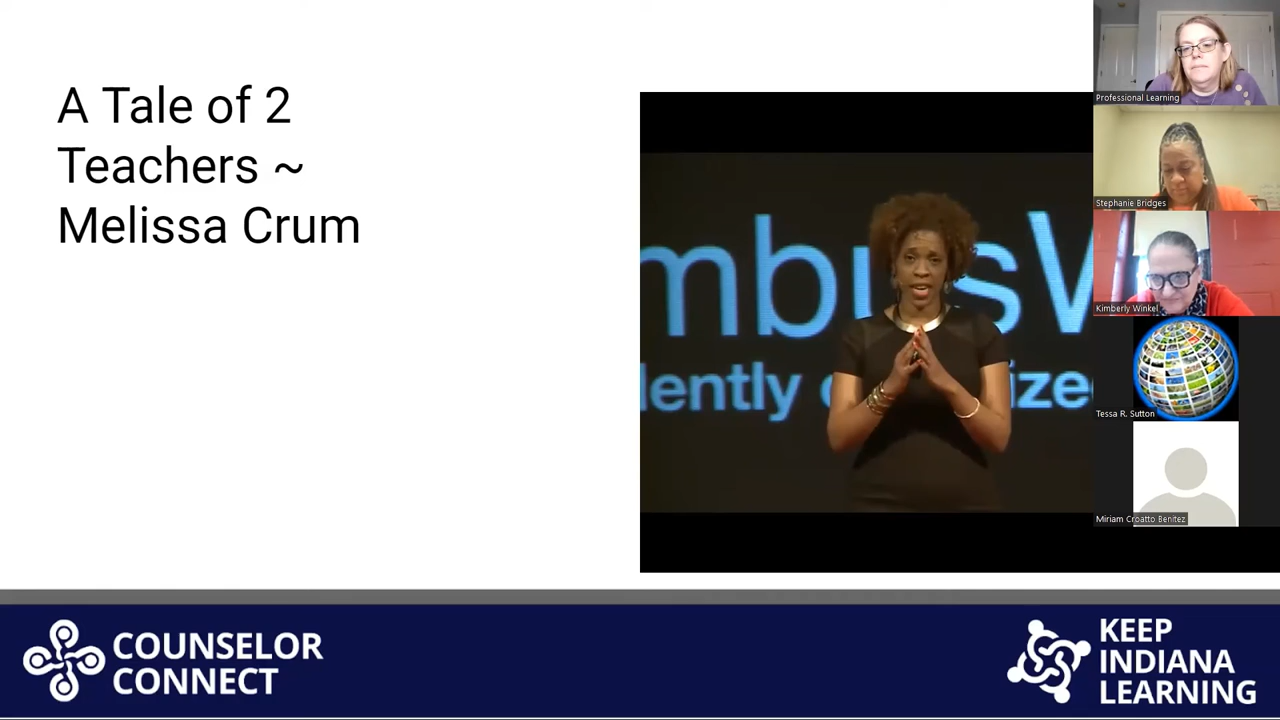 A Tale of 2
Teachers ~
Melissa Crum
mbusW
lently
ize
Professional Learning
Stephanie Bridges
Kimberly Winkel
Tessa R. Sutton
Miriam Croatto Benitez
COUNSELOR
CONNECT
KEEP
INDIANA
LEARNING